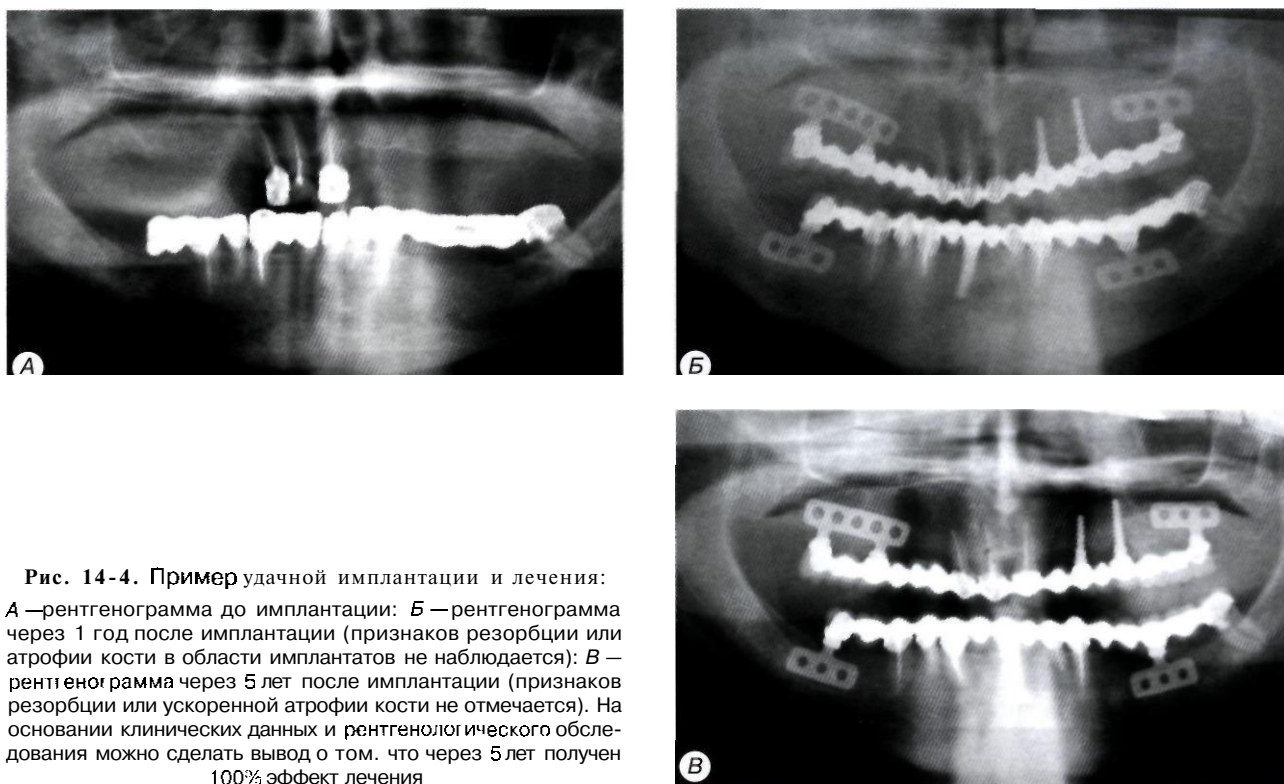 А
Б
В
Рис. 14-4. Пример удачной имплантации и лечения:
А —рентгенограмма до имплантации: Б —рентгенограмма
через 1 год после имплантации (признаков резорбции или
атрофии кости в области имплантатов не наблюдается): В —
рентгенограмма через 5 лет после имплантации (признаков
резорбции или ускоренной атрофии кости не отмечается). На
основании клинических данных и рентгенологического обсле-
дования можно сделать вывод о том. что через 5 лет получен
100% эффект лечения